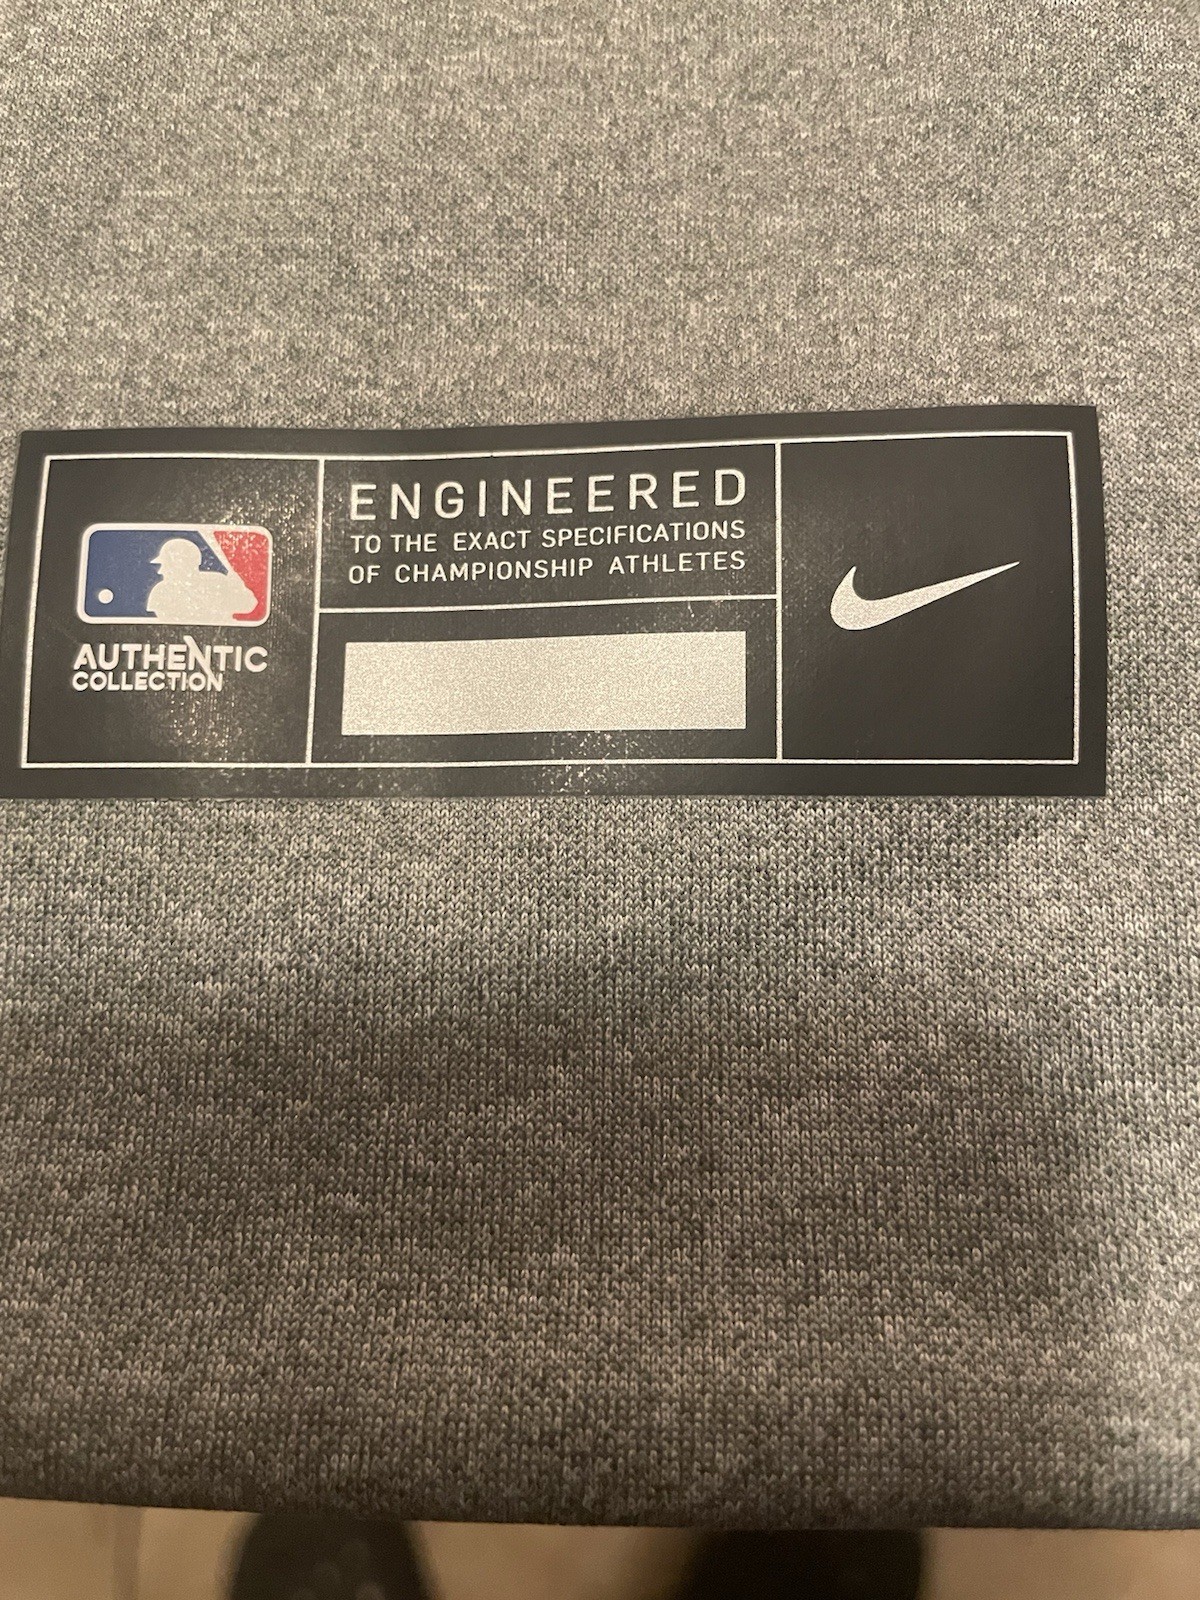 ENGINEERED
TO THE EXACT SPECIFICATIONS
OF CHAMPIONSHIP ATHLETES
AUTHENTIC
COLLECTION